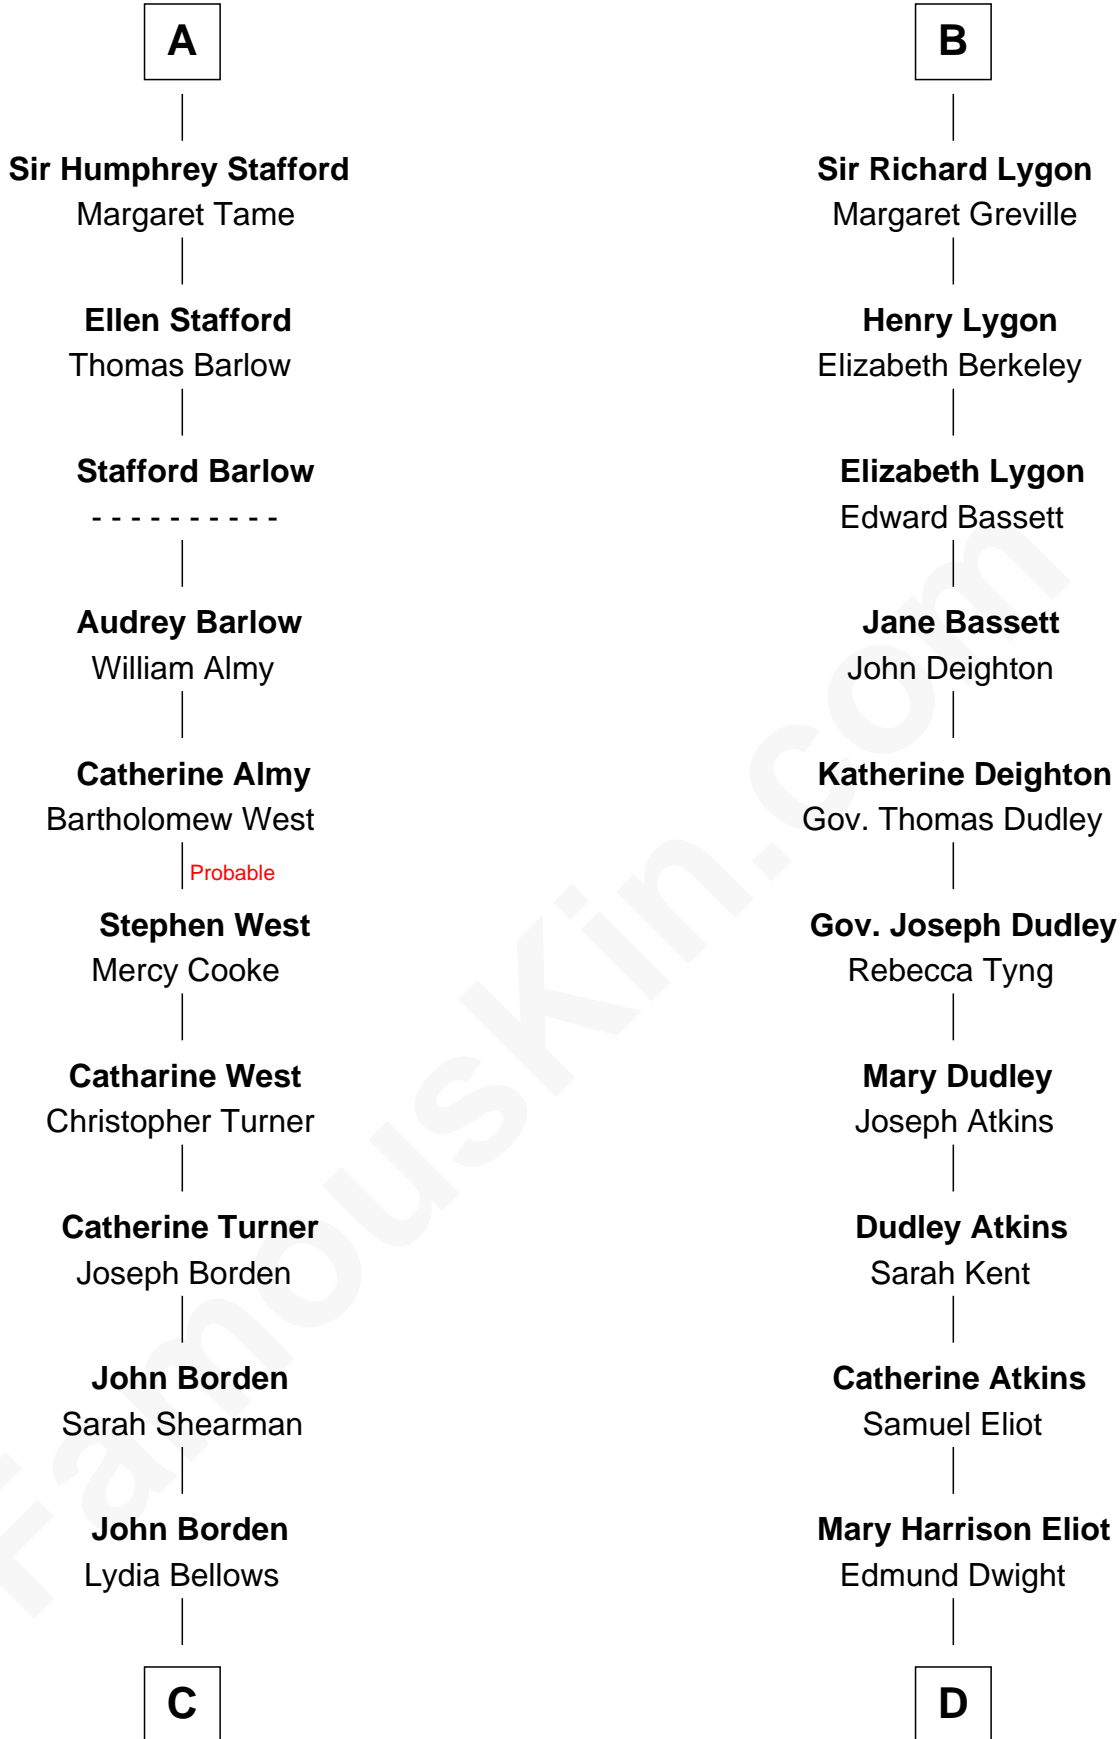 A
Sir Humphrey Stafford
Margaret Tame
Ellen Stafford
Thomas Barlow
Stafford Barlow
- - - - - - - - - -
Audrey Barlow
William Almy
Catherine Almy
Bartholomew West
Probable
Stephen West
Mercy Cooke
Catharine West
Christopher Turner
Catherine Turner
Joseph Borden
John Borden
Sarah Shearman
John Borden
Lydia Bellows
C
B
Sir Richard Lygon
Margaret Greville
Henry Lygon
Elizabeth Berkeley
Elizabeth Lygon
Edward Bassett
Jane Bassett
John Deighton
Katherine Deighton
Gov. Thomas Dudley
Gov. Joseph Dudley
Rebecca Tyng
Mary Dudley
Joseph Atkins
Dudley Atkins
Sarah Kent
Catherine Atkins
Samuel Eliot
Mary Harrison Eliot
Edmund Dwight
D
FamousKin.com